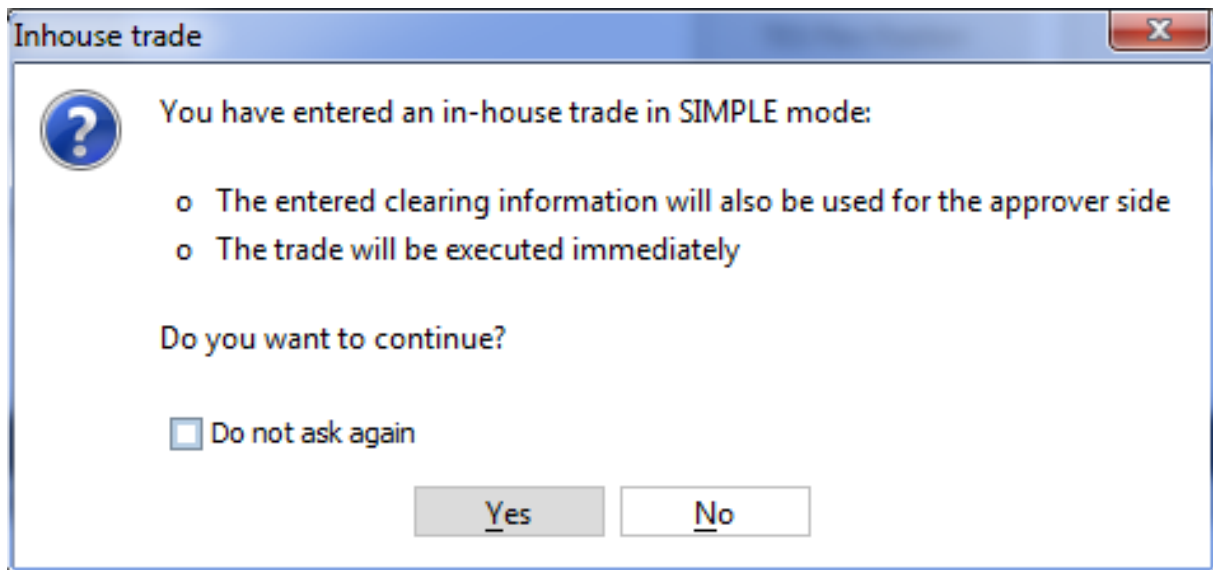 Inhouse trade
You have entered an in-house trade in SIMPLE mode:
o The entered clearing information will also be used for the approver side
o The trade will be executed immediately
Do you want to continue?
Do not ask again
Yes
No